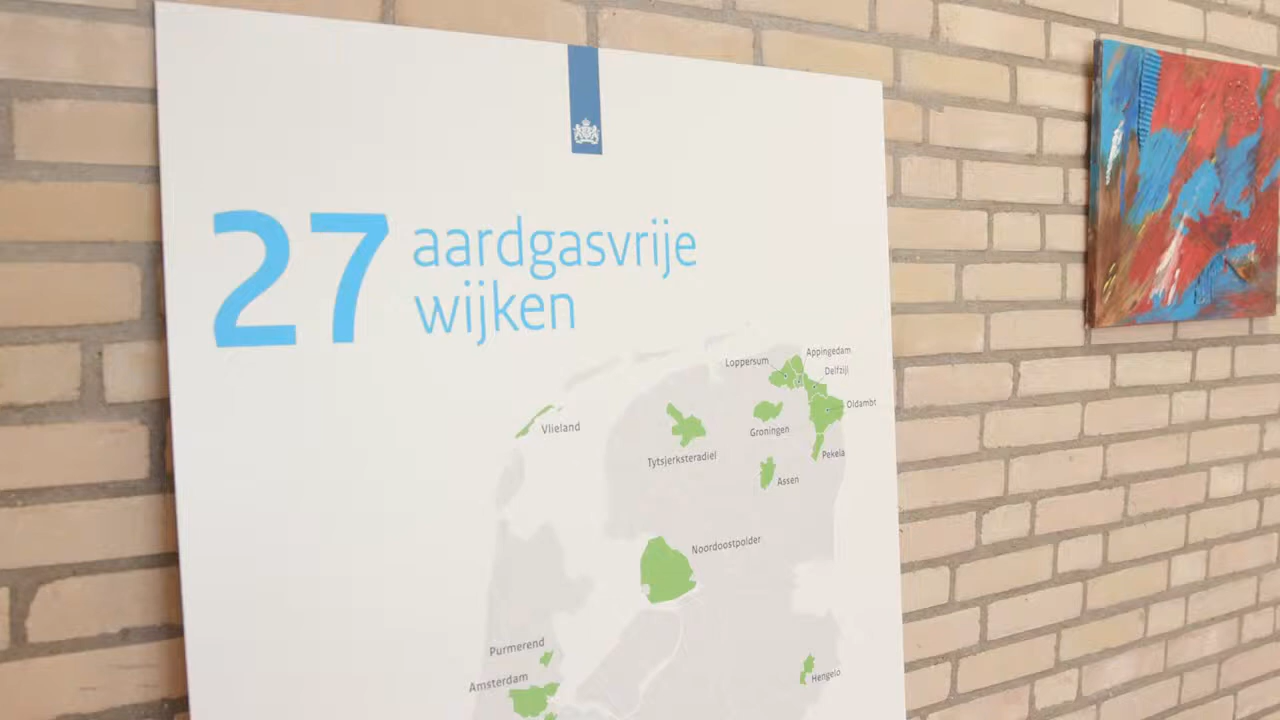 27 aardgasvrije
wijken
Loppersum
Appingedam
Delfzijl
Oldambt
Vlieland
Groningen
Tytsjerksteradiel
Pekela
Assen
Noordoostpolder
Purmerend
Amsterdam
Hengelo